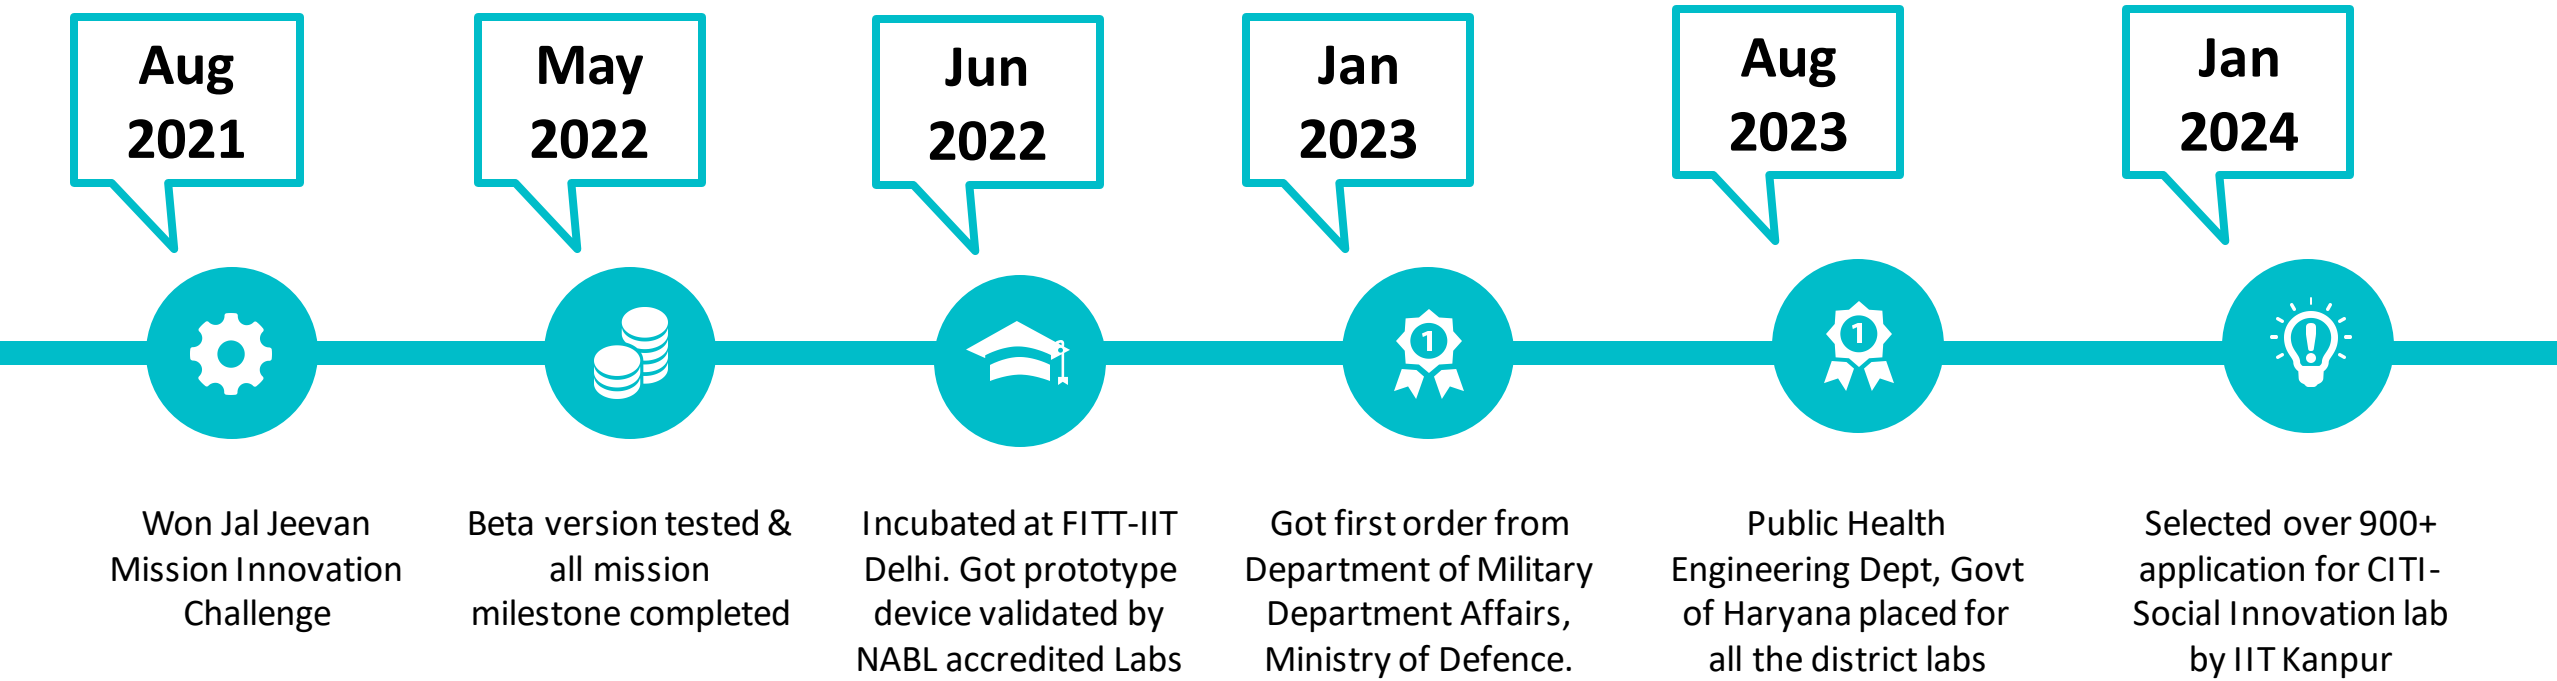 Aug
2021
May
2022
Jun
2022
Jan
2023
Aug
2023
Jan
2024
1
1
Won Jal Jeevan
Mission Innovation
Challenge
Beta version tested &
all mission
milestone completed
Incubated at FITT-IIT
Delhi. Got prototype
device validated by
NABL accredited Labs
Got first order from
Department of Military
Department Affairs,
Ministry of Defence.
Public Health
Engineering Dept, Govt
of Haryana placed for
all the district labs
Selected over 900+
application for CITI-
Social Innovation lab
by IIT Kanpur